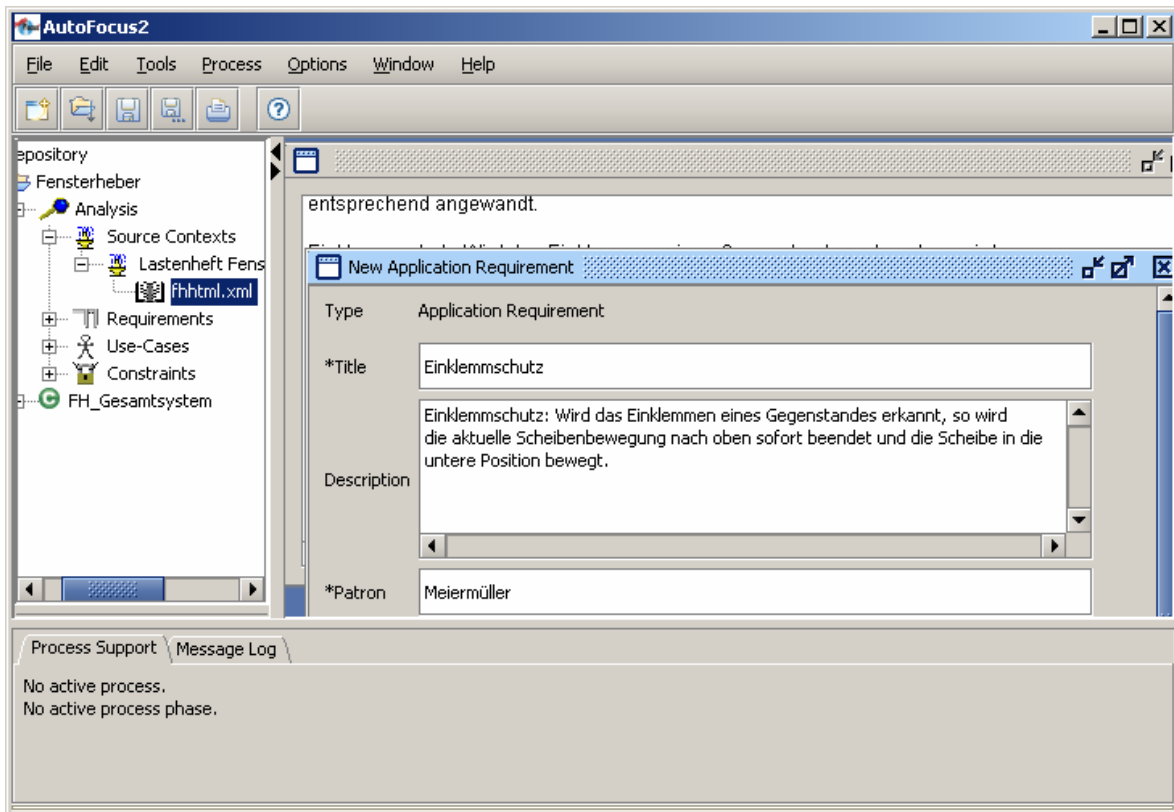 AutoFocus2
File Edit Tools Process Options Window Help
epository
Fensterheber
Analysis
Source Contexts
Lastenheft Fens
fhhtml.xml
Requirements
Use-Cases
Constraints
FH_Gesamtsystem
entsprechend angewandt.
New Application Requirement
Type Application Requirement
*Title Einklemmschutz
Einklemmschutz: Wird das Einklemmen eines Gegenstandes erkannt, so wird
die aktuelle Scheibenbewegung nach oben sofort beendet und die Scheibe in die
untere Position bewegt.
Description
*Patron Meiermüller
Process Support Message Log
No active process.
No active process phase.